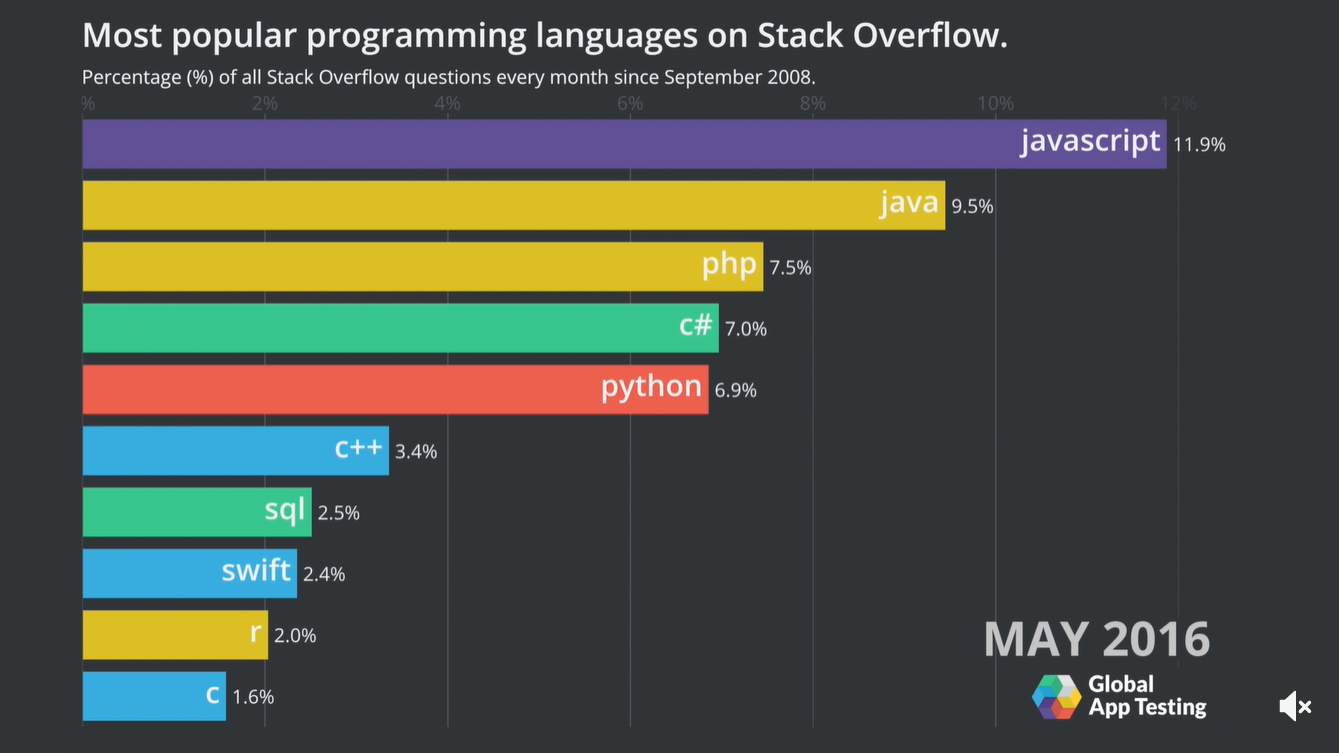 Most popular programming languages on Stack Overflow.
Percentage (%) of all Stack Overflow questions every month since September 2008.
% 2% 4% 6% 8% 10% 12%
javascript 11.9%
java 9.5%
php 7.5%
c# 7.0%
python 6.9%
c++ 3.4%
sql 2.5%
swift 2.4%
r 2.0%
c 1.6%
MAY 2016
Global
App Testing